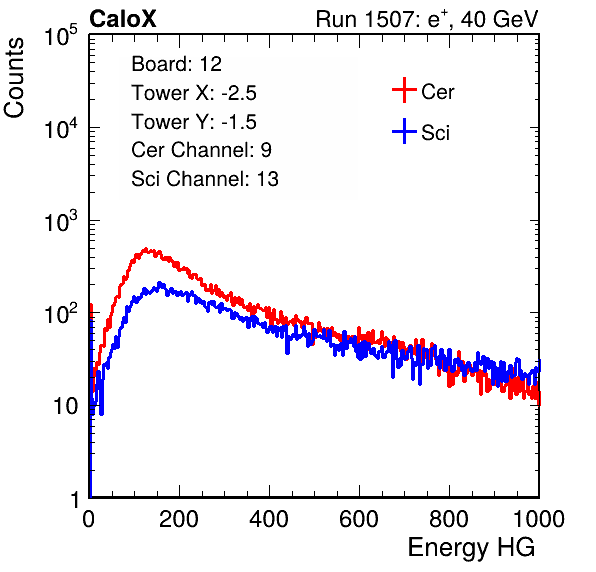 CaloX Run 1507: e+, 40 GeV
Counts
10^5
10^4
10^3
10^2
10
1
Board: 12
Tower X: -2.5
Tower Y: -1.5
Cer Channel: 9
Sci Channel: 13
Cer
Sci
0 200 400 600 800 1000
Energy HG